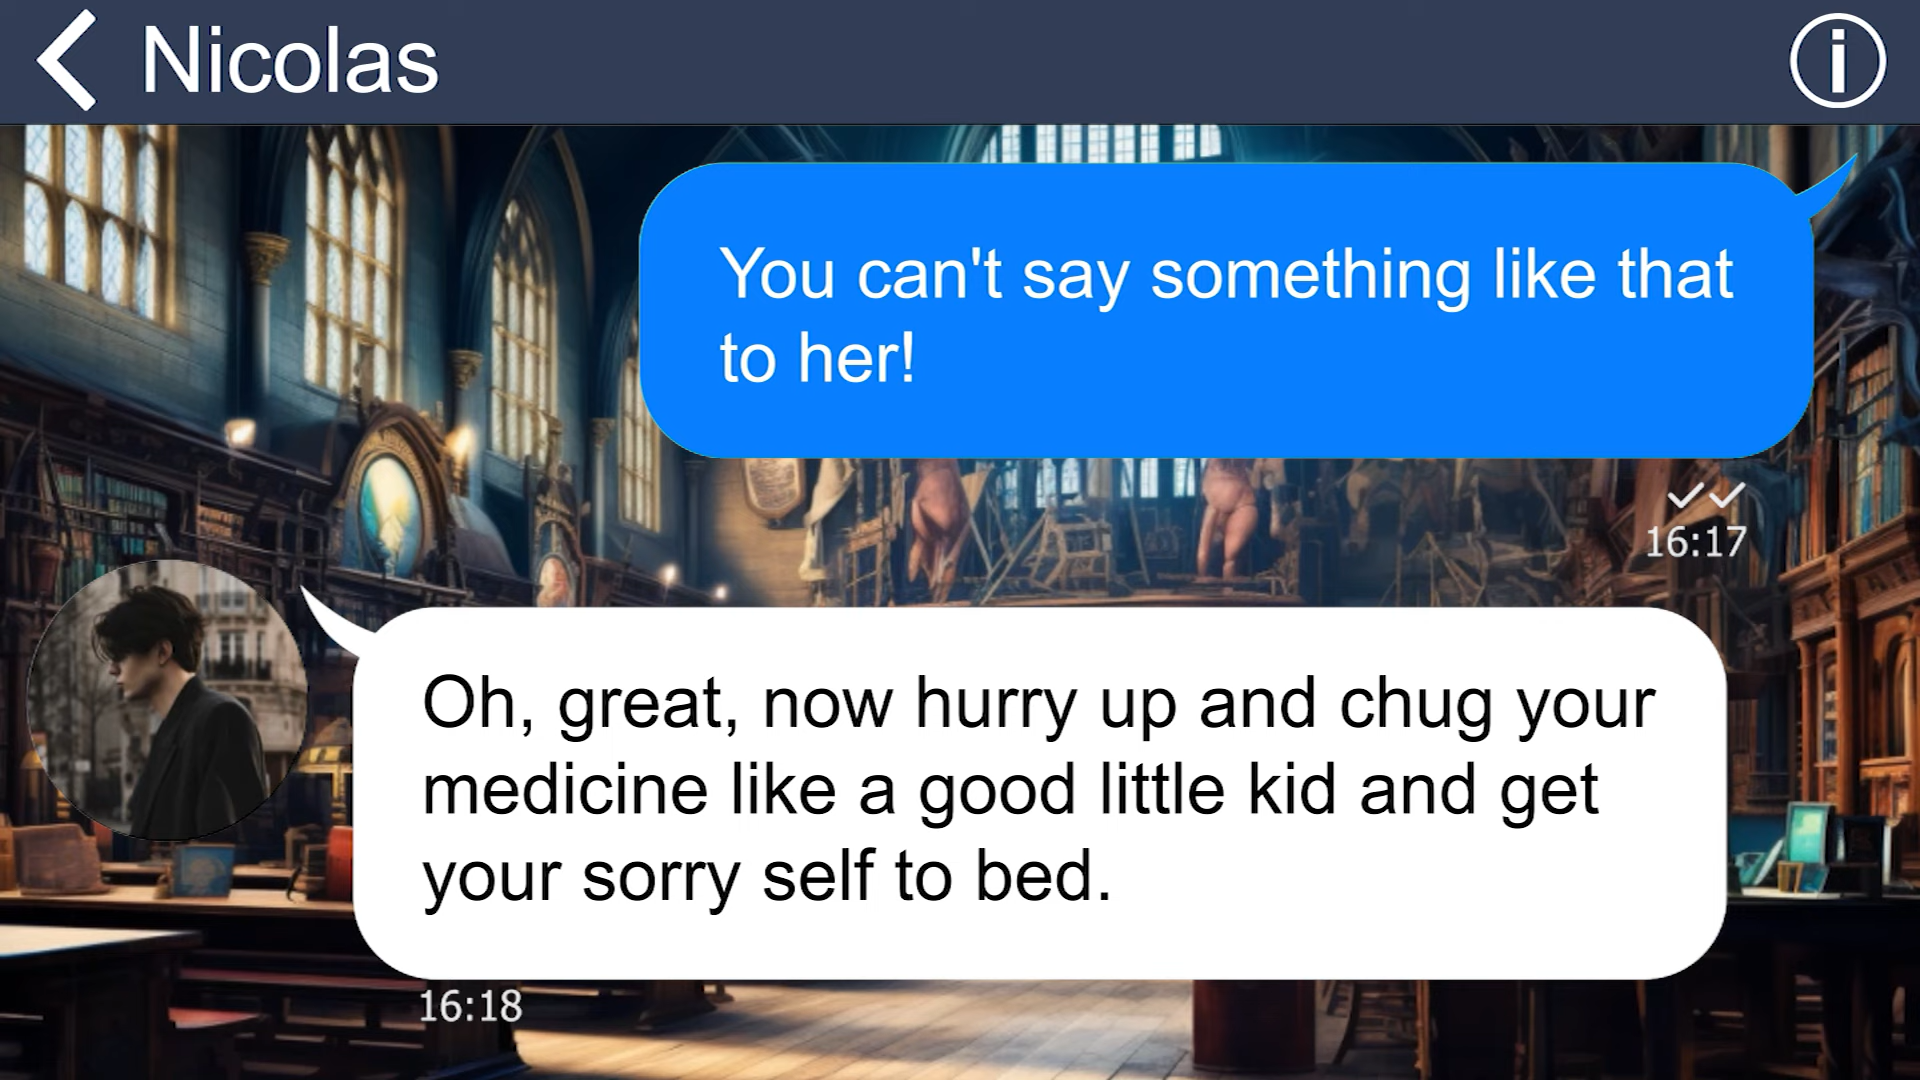 Nicolas
You can't say something like that
to her!
16:17
Oh, great, now hurry up and chug your
medicine like a good little kid and get
your sorry self to bed.
16:18